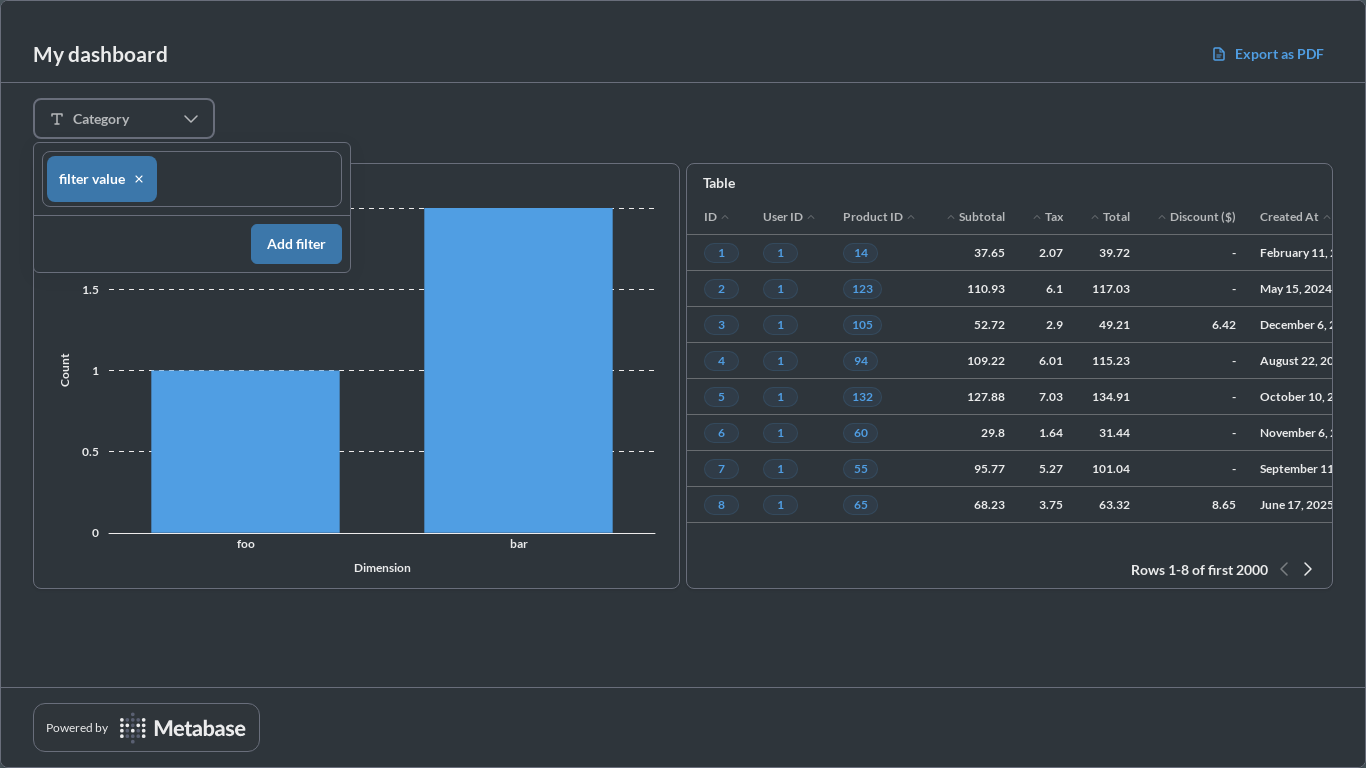 My dashboard
Export as PDF
Category
filter value ×
Add filter
1.5
1
0.5
0
Count
foo bar
Dimension
Table
ID User ID Product ID Subtotal Tax Total Discount ($) Created At
1 1 14 37.65 2.07 39.72 - February 11,
2 1 123 110.93 6.1 117.03 - May 15, 2024
3 1 105 52.72 2.9 49.21 6.42 December 6,
4 1 94 109.22 6.01 115.23 - August 22, 20
5 1 132 127.88 7.03 134.91 - October 10, 2
6 1 60 29.8 1.64 31.44 - November 6,
7 1 55 95.77 5.27 101.04 - September 11
8 1 65 68.23 3.75 63.32 8.65 June 17, 2025
Rows 1-8 of first 2000
Powered by Metabase